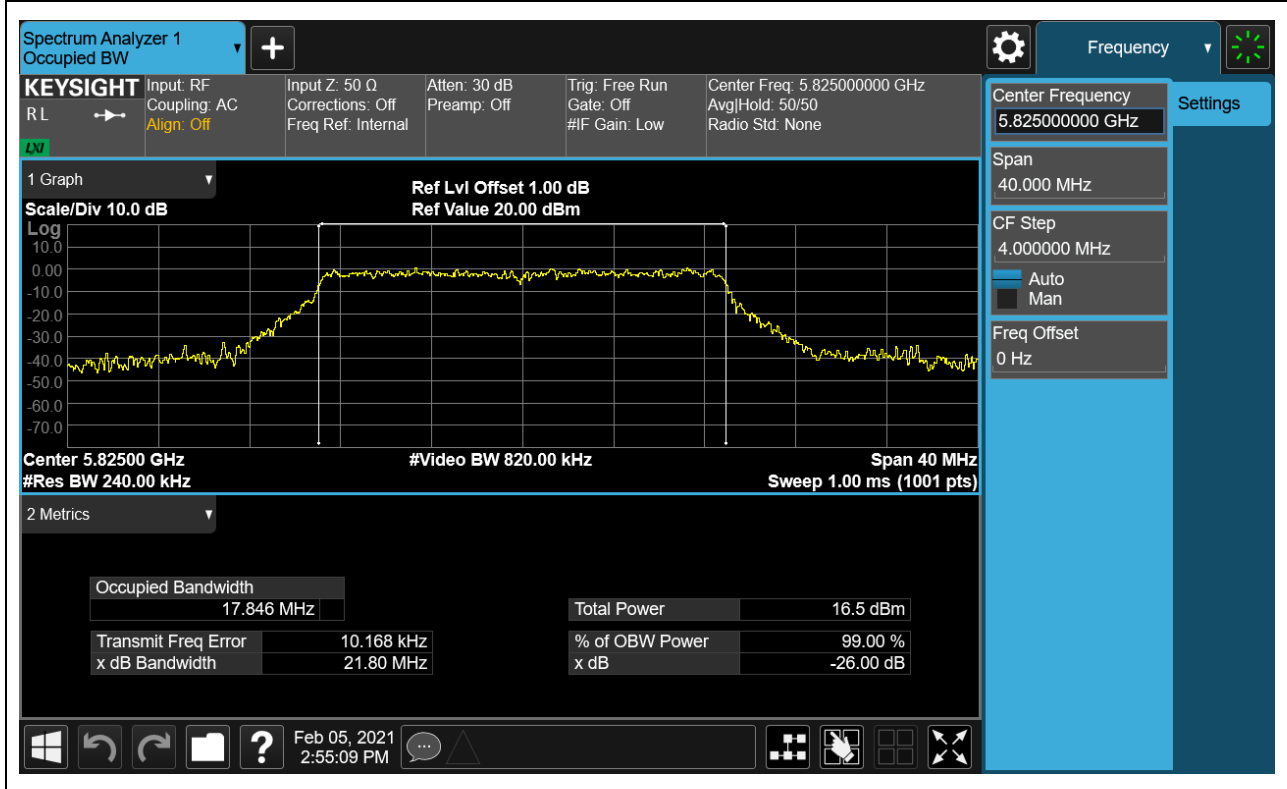 Spectrum Analyzer 1
Occupied BW
+
Frequency
KEYSIGHT
R L
LXI
Input: RF
Coupling: AC
Align: Off
Input Z: 50 Ω
Corrections: Off
Freq Ref: Internal
Atten: 30 dB
Preamp: Off
Trig: Free Run
Gate: Off
#IF Gain: Low
Center Freq: 5.825000000 GHz
Avg|Hold: 50/50
Radio Std: None
Center Frequency
5.825000000 GHz
Settings
Span
40.000 MHz
CF Step
4.000000 MHz
Auto
Man
Freq Offset
0 Hz
1 Graph
Scale/Div 10.0 dB
Ref Lvl Offset 1.00 dB
Ref Value 20.00 dBm
Log
10.0
0.00
-10.0
-20.0
-30.0
-40.0
-50.0
-60.0
-70.0
Center 5.82500 GHz
#Video BW 820.00 kHz
Span 40 MHz
#Res BW 240.00 kHz
Sweep 1.00 ms (1001 pts)
2 Metrics
Occupied Bandwidth
17.846 MHz
Total Power 16.5 dBm
Transmit Freq Error 10.168 kHz
% of OBW Power 99.00 %
x dB Bandwidth 21.80 MHz
x dB -26.00 dB
?
Feb 05, 2021
2:55:09 PM